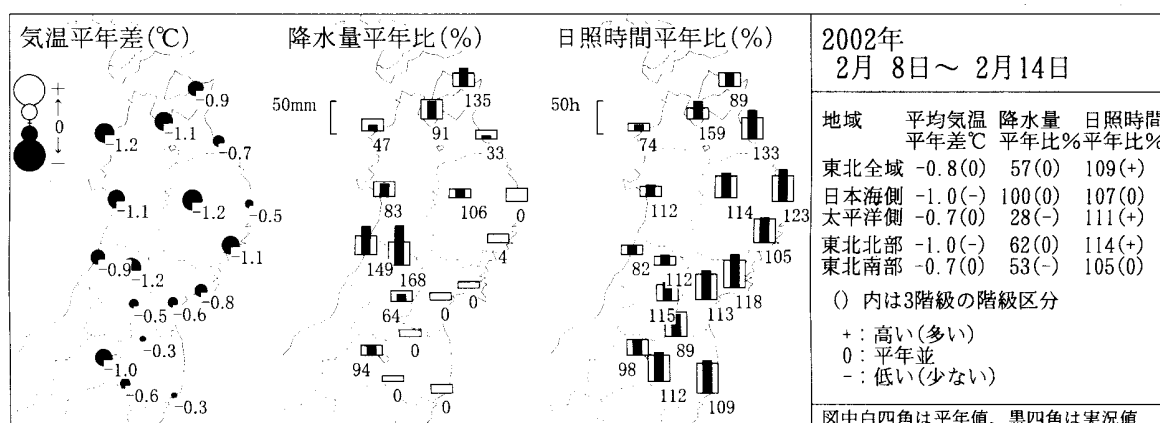 気温平年差(℃)
+
↑
0
↓
−
-0.9
-1.1
-1.2
-0.7
-1.1
-1.2
-0.5
-1.1
-0.9
-1.2
-0.8
-0.5
-0.6
-0.3
-1.0
-0.6
-0.3
降水量平年比(%)
50mm
135
91
47
33
83
106
0
4
149
168
0
64
0
0
94
0
0
日照時間平年比(%)
50h
89
159
74
133
112
114
123
105
82
112
118
115
113
89
98
112
109
2002年
2月 8日～ 2月14日
地域 平均気温 降水量 日照時間
平年差℃ 平年比% 平年比%
東北全域 -0.8(0) 57(0) 109(+)
日本海側 -1.0(-) 100(0) 107(0)
太平洋側 -0.7(0) 28(-) 111(+)
東北北部 -1.0(-) 62(0) 114(+)
東北南部 -0.7(0) 53(-) 105(0)
() 内は3階級の階級区分
+：高い(多い)
0：平年並
-：低い(少ない)
図中白四角は平年値，黒四角は実況値